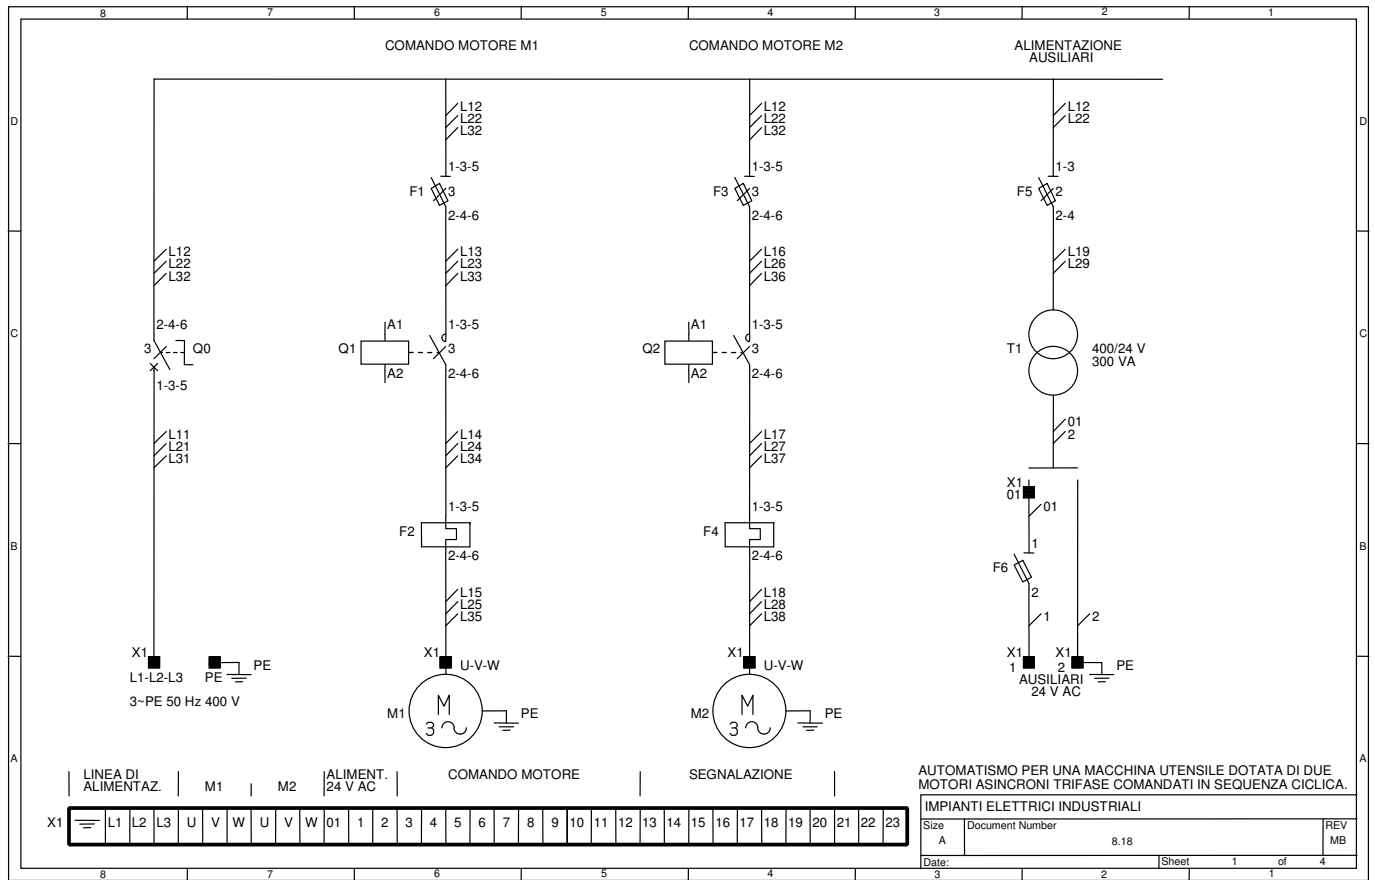 8 7 6 5 4 3 2 1
COMANDO MOTORE M1
COMANDO MOTORE M2
ALIMENTAZIONE
AUSILIARI
D
D
L12
L22
L32
L12
L22
L32
L12
L22
1-3-5
F1
3
2-4-6
1-3-5
F3
3
2-4-6
1-3
F5
2
2-4
L12
L22
L32
L13
L23
L33
L16
L26
L36
L19
L29
C
C
2-4-6
3
Q0
1-3-5
A1
Q1
A2
1-3-5
3
2-4-6
A1
Q2
A2
1-3-5
3
2-4-6
T1
400/24 V
300 VA
L11
L21
L31
L14
L24
L34
L17
L27
L37
01
2
X1
01
01
B
B
1-3-5
F2
2-4-6
1-3-5
F4
2-4-6
1
F6
2
L15
L25
L35
L18
L28
L38
1
2
X1
L1-L2-L3
PE
PE
3~PE 50 Hz 400 V
X1
U-V-W
M1
M
3
PE
X1
U-V-W
M2
M
3
PE
X1
1
X1
2
PE
AUSILIARI
24 V AC
A
A
LINEA DI
ALIMENTAZ.
M1
M2
ALIMENT.
24 V AC
COMANDO MOTORE
SEGNALAZIONE
X1 L1 L2 L3 U V W U V W 01 1 2 3 4 5 6 7 8 9 10 11 12 13 14 15 16 17 18 19 20 21 22 23
AUTOMATISMO PER UNA MACCHINA UTENSILE DOTATA DI DUE
MOTORI ASINCRONI TRIFASE COMANDATI IN SEQUENZA CICLICA.
IMPIANTI ELETTRICI INDUSTRIALI
Size Document Number REV
A 8.18 MB
Date: Sheet 1 of 4
8 7 6 5 4 3 2 1